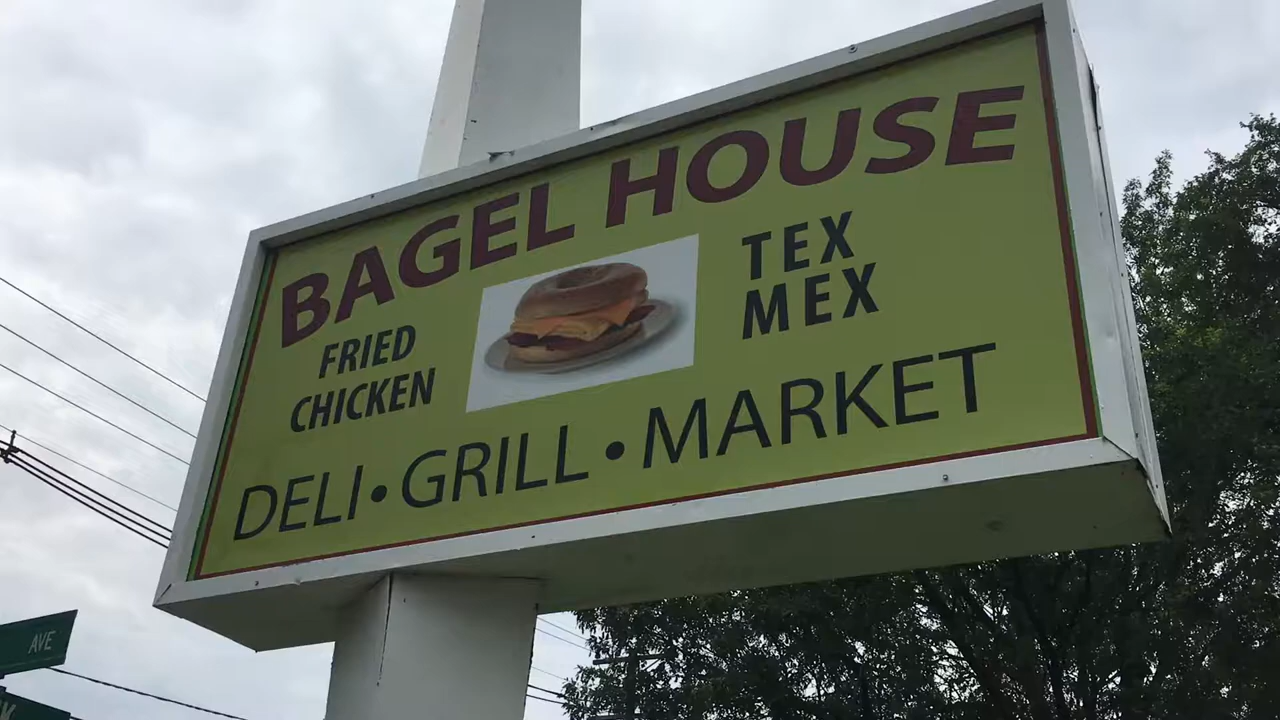 BAGEL HOUSE
FRIED
CHICKEN
TEX
MEX
DELI • GRILL • MARKET
AVE